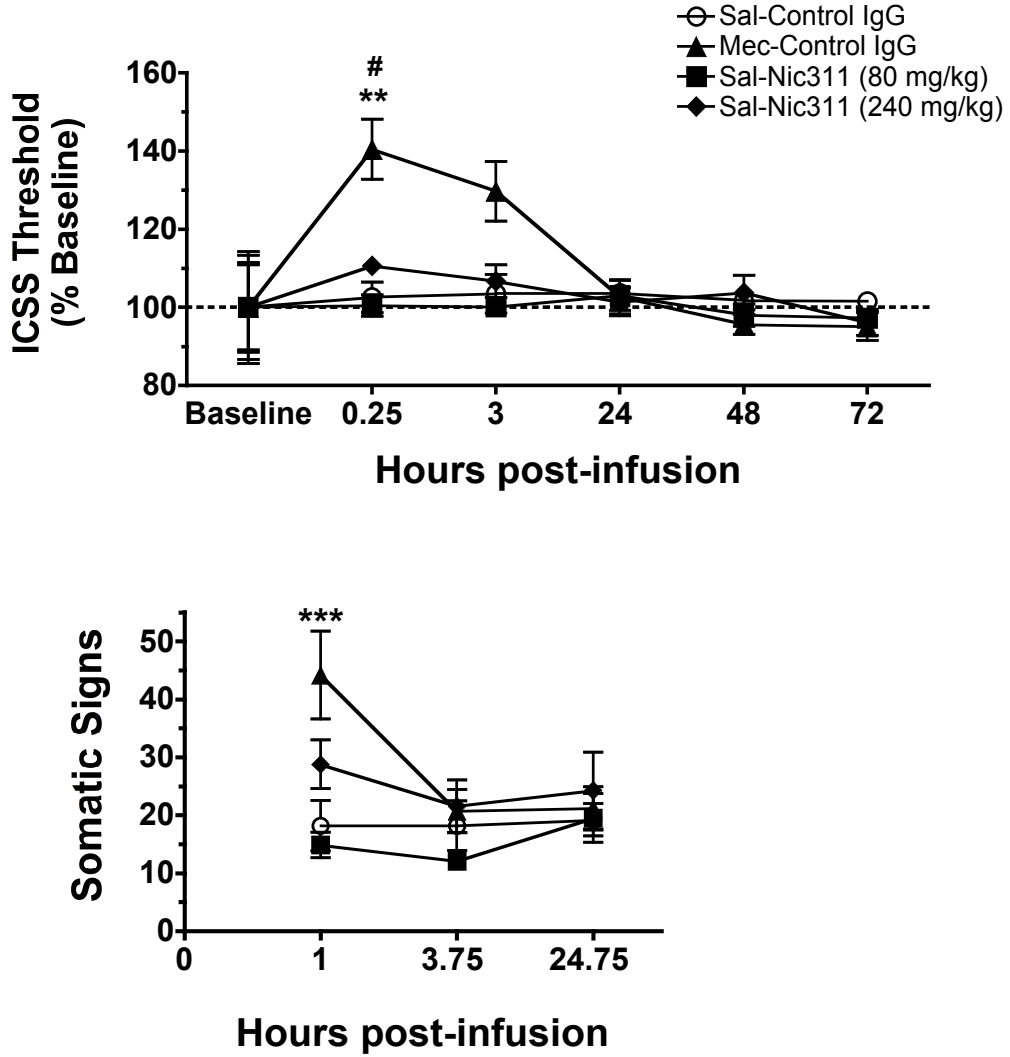 Sal-Control IgG
Mec-Control IgG
Sal-Nic311 (80 mg/kg)
Sal-Nic311 (240 mg/kg)
ICSS Threshold
(% Baseline)
160
140
120
100
80
#
**
Baseline 0.25 3 24 48 72
Hours post-infusion
Somatic Signs
50
40
30
20
10
0
***
0 1 3.75 24.75
Hours post-infusion